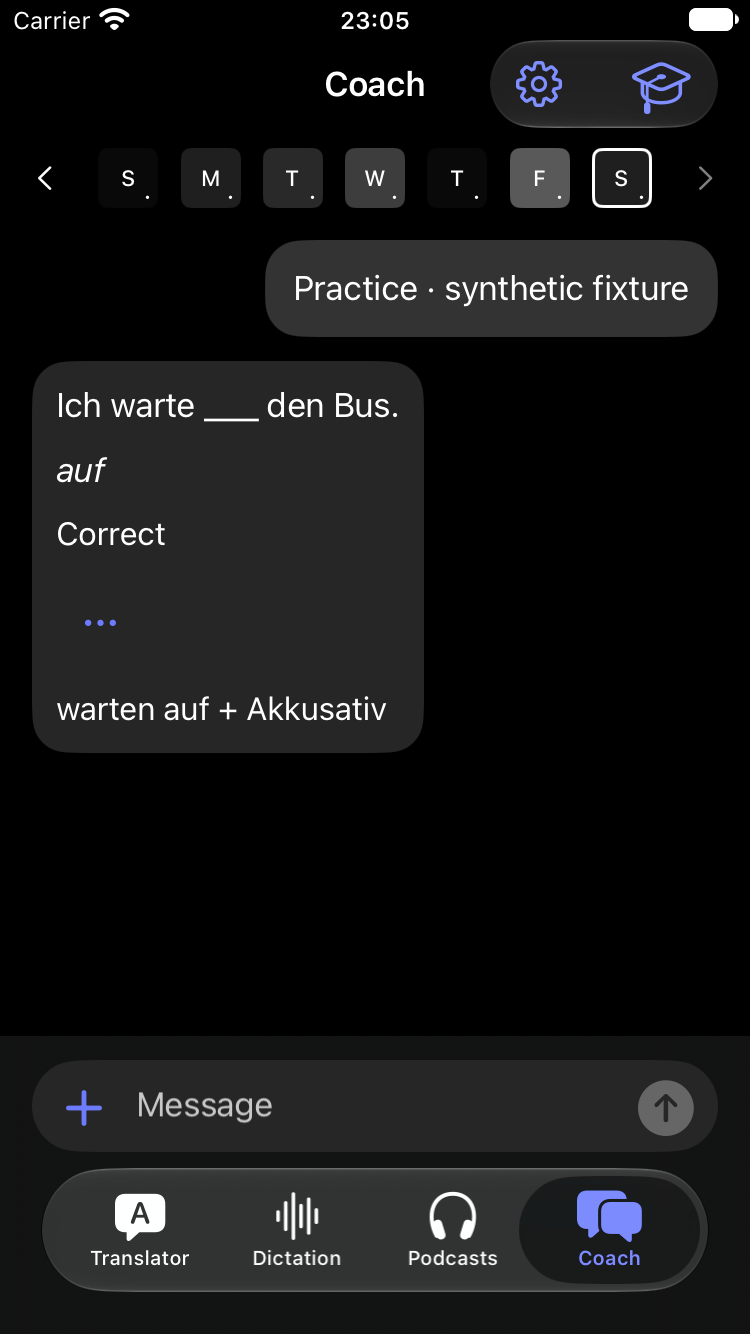 Carrier
23:05
Coach
S M T W T F S
Practice · synthetic fixture
Ich warte ___ den Bus.
auf
Correct
...
warten auf + Akkusativ
Message
A
Translator Dictation Podcasts Coach